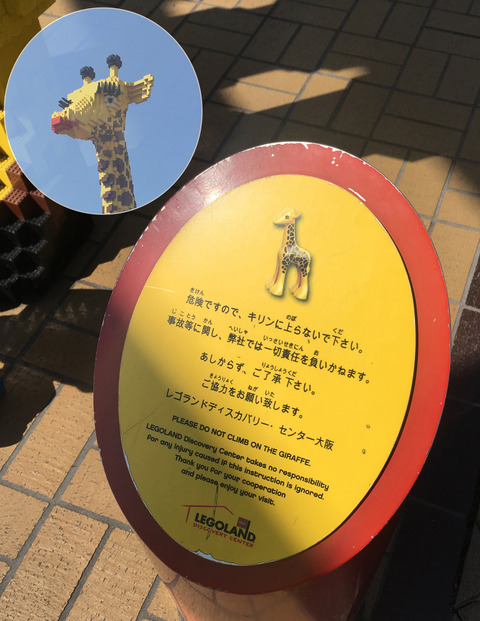 危険ですので、キリンに上らないで下さい。
事故等に関し、弊社では一切責任を負いかねます。
あしからず、ご了承 下さい。
ご協力をお願い致します。
レゴランドディスカバリー・センター大阪
PLEASE DO NOT CLIMB ON THE GIRAFFE.
LEGOLAND Discovery Center takes no responsibility
For any injury caused if this instruction is ignored.
Thank you for your cooperation
and please enjoy your visit.
LEGOLAND
DISCOVERY CENTER